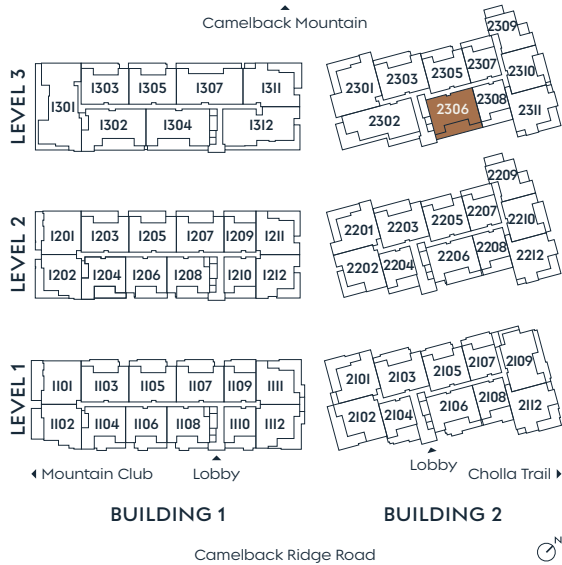 Camelback Mountain
LEVEL 3
1301 1303 1305 1307 1311
1302 1304 1312
2301 2303 2305 2307 2309
2310
2302 2306 2308 2311
LEVEL 2
1201 1203 1205 1207 1209 1211
1202 1204 1206 1208 1210 1212
2201 2203 2205 2207 2209
2210
2202 2204 2206 2208 2212
LEVEL 1
1101 1103 1105 1107 1109 1111
1102 1104 1106 1108 1110 1112
2101 2103 2105 2107 2109
2102 2104 2106 2108 2112
Mountain Club Lobby
Lobby Cholla Trail
BUILDING 1 BUILDING 2
Camelback Ridge Road
N